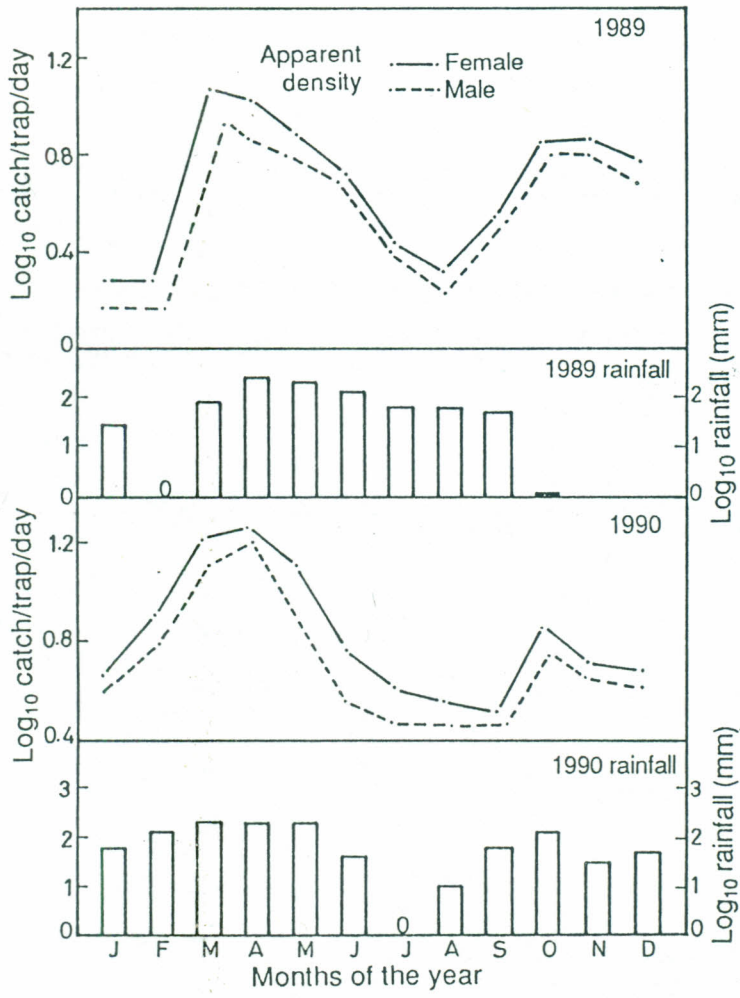 1989
Apparent density
Female
Male
Log10 catch/trap/day
1.2
0.8
0.4
0
1989 rainfall
Log10 rainfall (mm)
2
1
0
2
1
0
0
1990
Log10 catch/trap/day
1.2
0.8
0.4
1990 rainfall
Log10 rainfall (mm)
3
2
1
0
3
2
1
0
0
J F M A M J J A S O N D
Months of the year